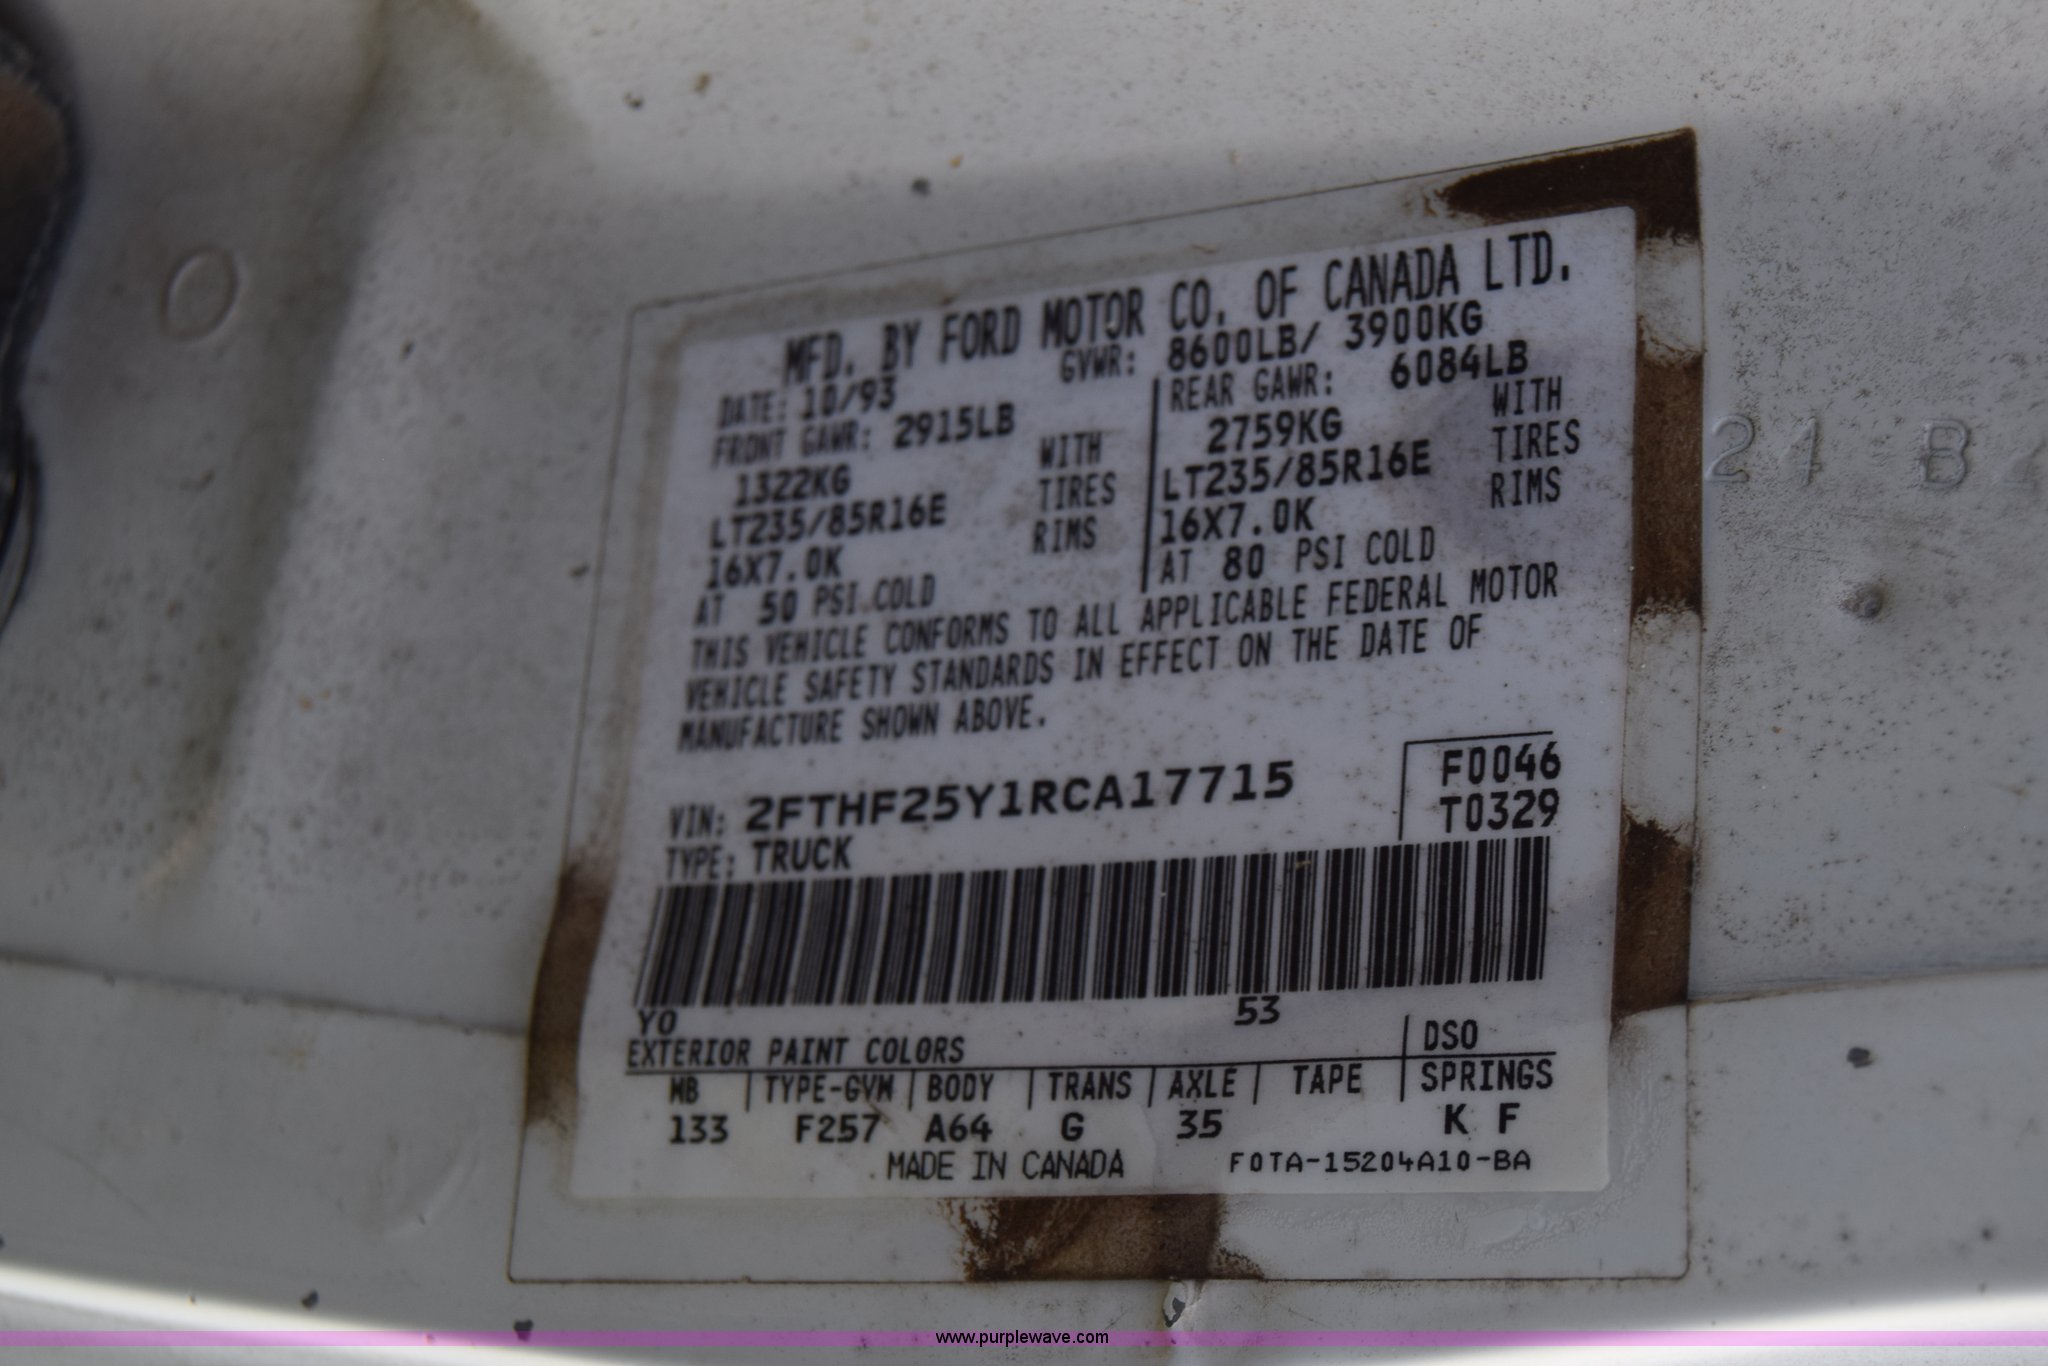 MFD. BY FORD MOTOR CO. OF CANADA LTD.
DATE: 10/93 GVWR: 8600LB/ 3900KG
FRONT GAWR: 2915LB REAR GAWR: 6084LB
1322KG WITH 2759KG WITH
LT235/85R16E TIRES LT235/85R16E TIRES
16X7.0K RIMS 16X7.0K RIMS
AT 50 PSI COLD AT 80 PSI COLD
THIS VEHICLE CONFORMS TO ALL APPLICABLE FEDERAL MOTOR
VEHICLE SAFETY STANDARDS IN EFFECT ON THE DATE OF
MANUFACTURE SHOWN ABOVE.
F0046
VIN: 2FTHF25Y1RCA17715 T0329
TYPE: TRUCK
YO 53
EXTERIOR PAINT COLORS DSO
WB TYPE-GVW BODY TRANS AXLE TAPE SPRINGS
133 F257 A64 G 35 K F
MADE IN CANADA F0TA-15204A10-BA
21 B
www.purplewave.com